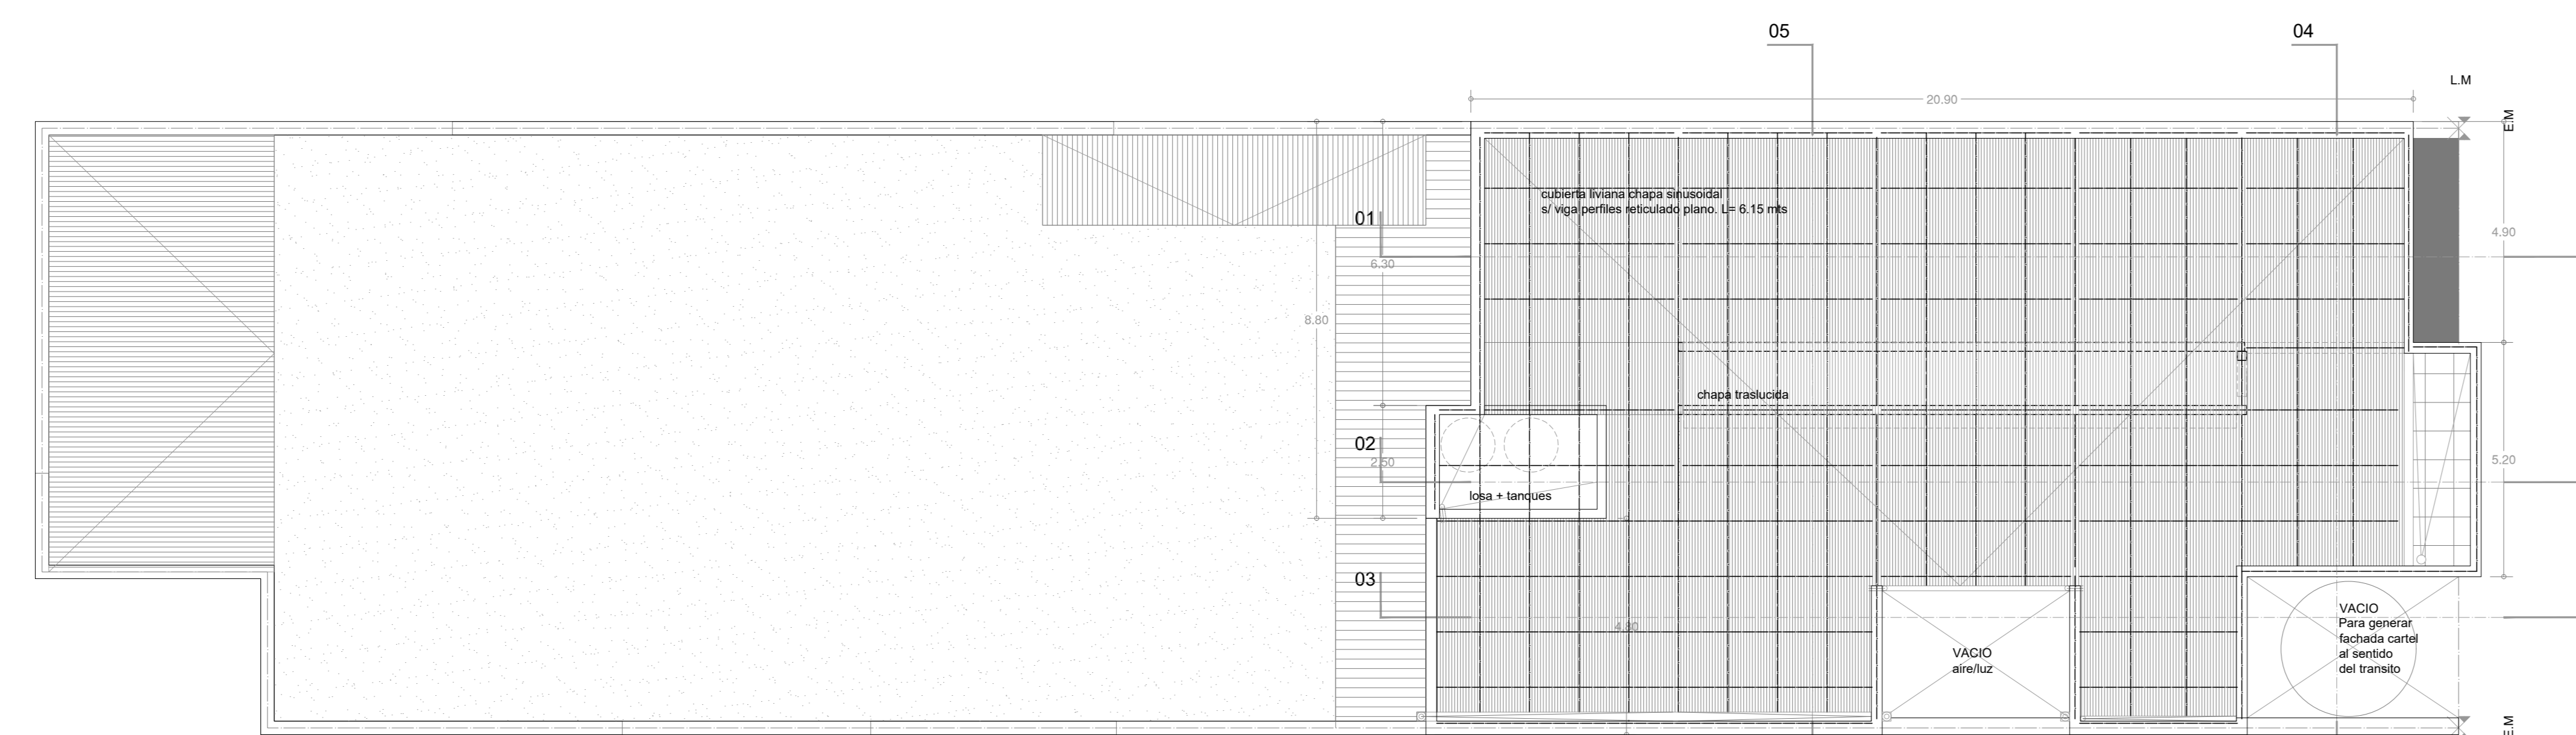 05
04
L.M
20.90
E.M
cubierta liviana chapa sinusoidal
s/ viga perfiles reticulado plano. L= 6.15 mts
01
4.90
6.30
8.80
chapa traslucida
02
2.50
5.20
losa + tanques
03
4.80
VACIO
Para generar
fachada cartel
al sentido
del transito
VACIO
aire/luz
E.M